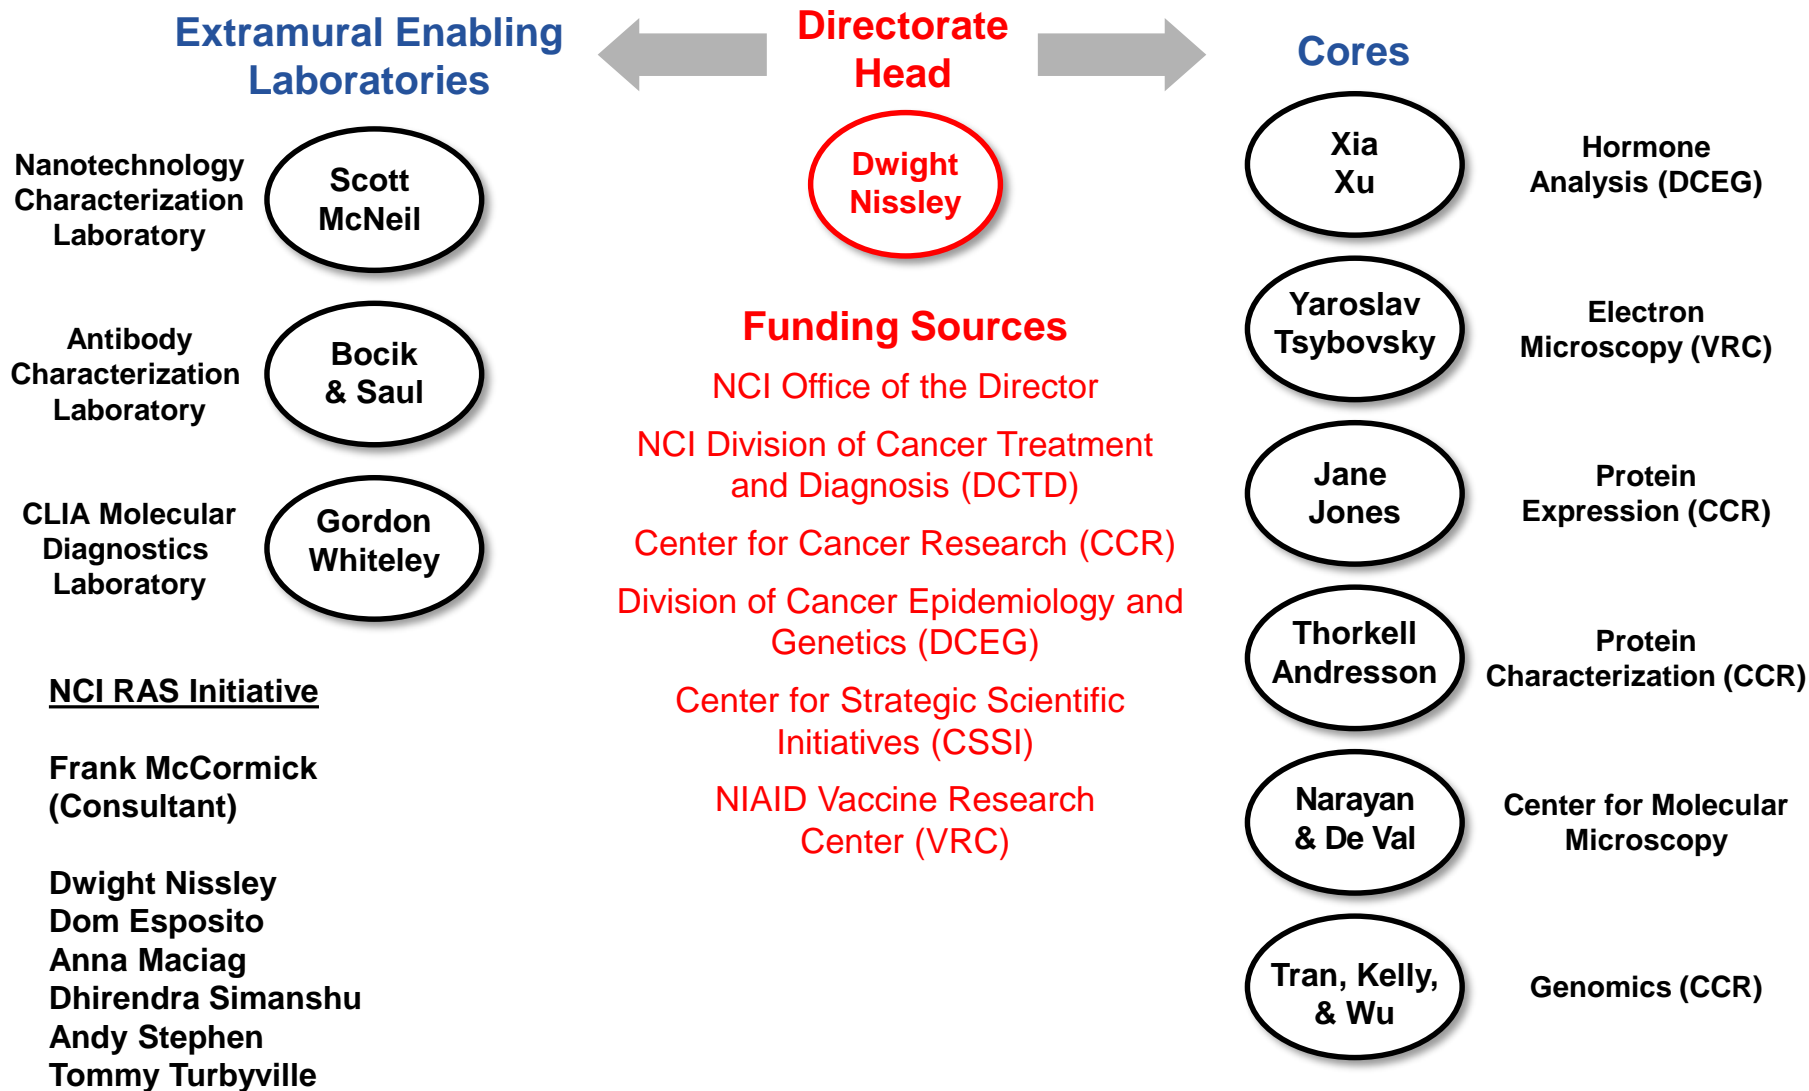 Extramural Enabling
Laboratories
Nanotechnology
Characterization
Laboratory
Scott
McNeil
Antibody
Characterization
Laboratory
Bocik
& Saul
CLIA Molecular
Diagnostics
Laboratory
Gordon
Whiteley
NCI RAS Initiative
Frank McCormick
(Consultant)
Dwight Nissley
Dom Esposito
Anna Maciag
Dhirendra Simanshu
Andy Stephen
Tommy Turbyville
Directorate
Head
Dwight
Nissley
Funding Sources
NCI Office of the Director
NCI Division of Cancer Treatment
and Diagnosis (DCTD)
Center for Cancer Research (CCR)
Division of Cancer Epidemiology and
Genetics (DCEG)
Center for Strategic Scientific
Initiatives (CSSI)
NIAID Vaccine Research
Center (VRC)
Cores
Xia
Xu
Hormone
Analysis (DCEG)
Yaroslav
Tsybovsky
Electron
Microscopy (VRC)
Jane
Jones
Protein
Expression (CCR)
Thorkell
Andresson
Protein
Characterization (CCR)
Narayan
& De Val
Center for Molecular
Microscopy
Tran, Kelly,
& Wu
Genomics (CCR)